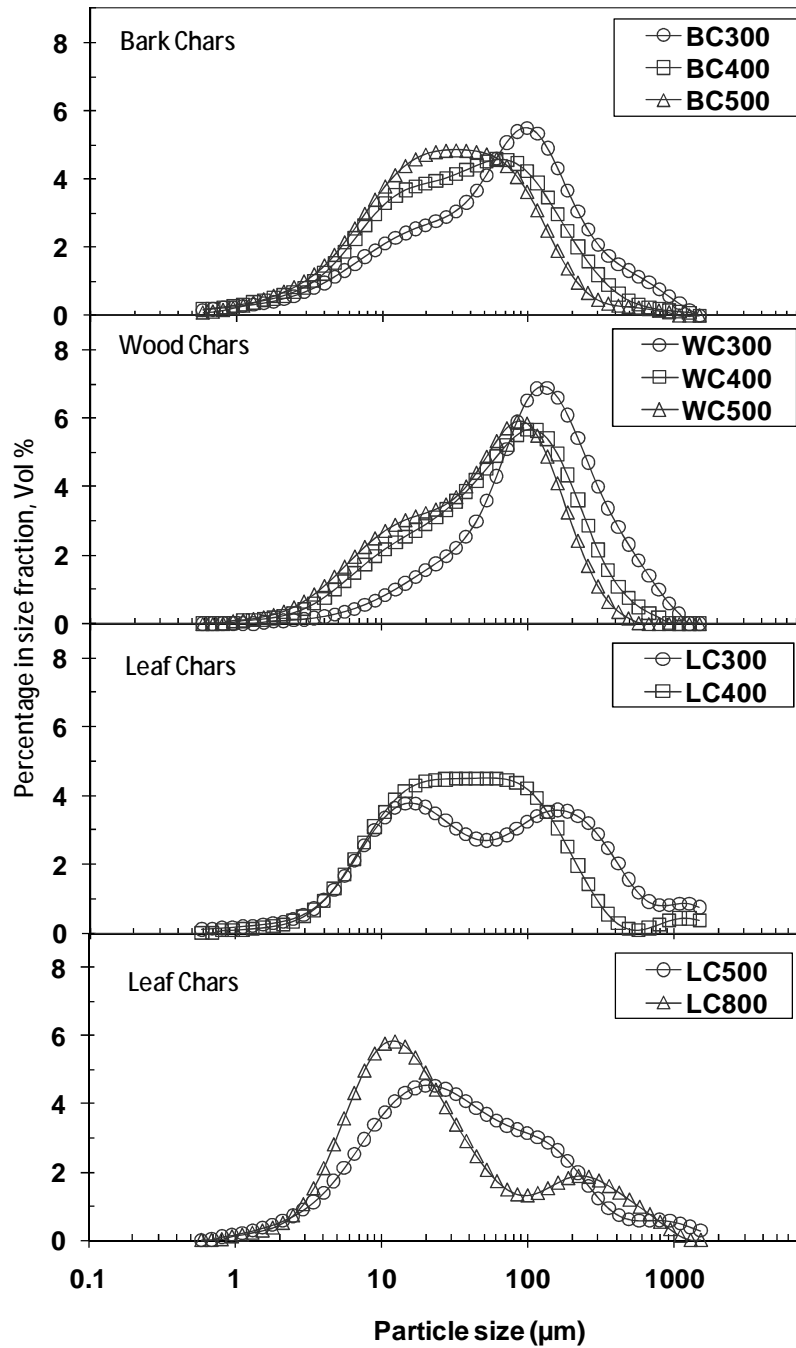 Percentage in size fraction, Vol %
8
6
4
2
0
Bark Chars
BC300
BC400
BC500
8
6
4
2
0
Wood Chars
WC300
WC400
WC500
8
6
4
2
0
Leaf Chars
LC300
LC400
8
6
4
2
0
Leaf Chars
LC500
LC800
0.1 1 10 100 1000
Particle size (µm)